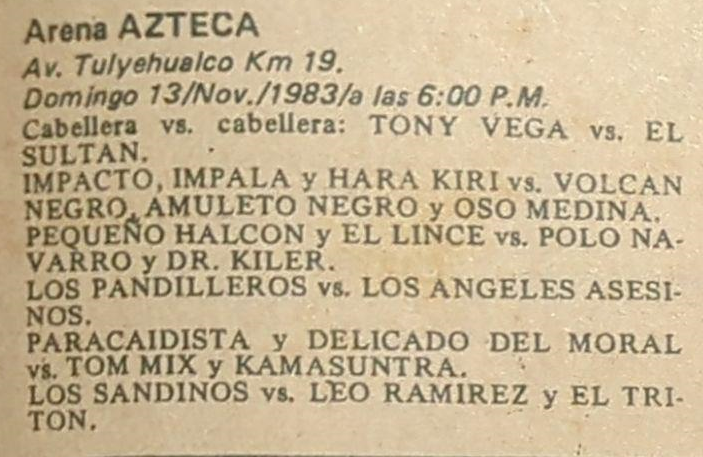 Arena AZTECA
Av. Tulyehualco Km 19.
Domingo 13/Nov./1983/a las 6:00 P.M.
Cabellera vs. cabellera: TONY VEGA vs. EL
SULTAN.
IMPACTO, IMPALA y HARA KIRI vs. VOLCAN
NEGRO, AMULETO NEGRO y OSO MEDINA.
PEQUEÑO HALCON y EL LINCE vs. POLO NA-
VARRO y DR. KILER.
LOS PANDILLEROS vs. LOS ANGELES ASESI-
NOS.
PARACAIDISTA y DELICADO DEL MORAL
vs. TOM MIX y KAMASUNTRA.
LOS SANDINOS vs. LEO RAMIREZ y EL TRI-
TON.